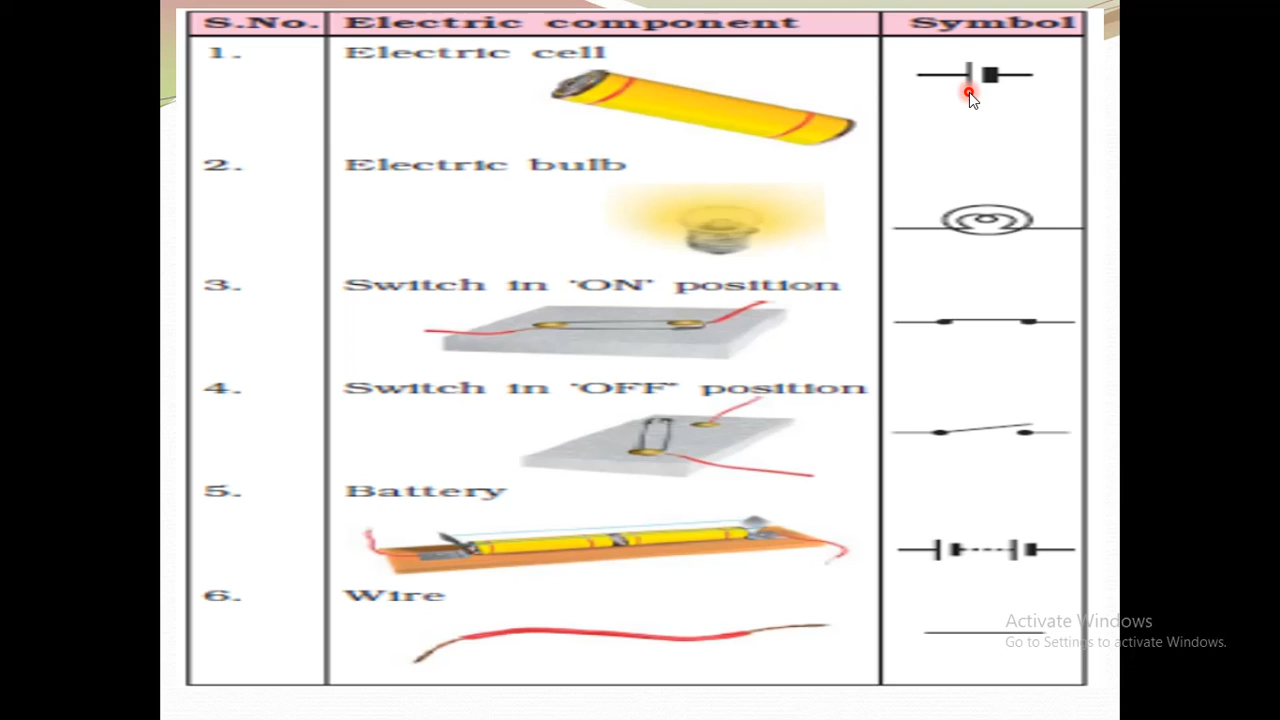 S.No. Electric component Symbol
1. Electric cell
2. Electric bulb
3. Switch in ‘ON’ position
4. Switch in ‘OFF’ position
5. Battery
6. Wire
Activate Windows
Go to Settings to activate Windows.